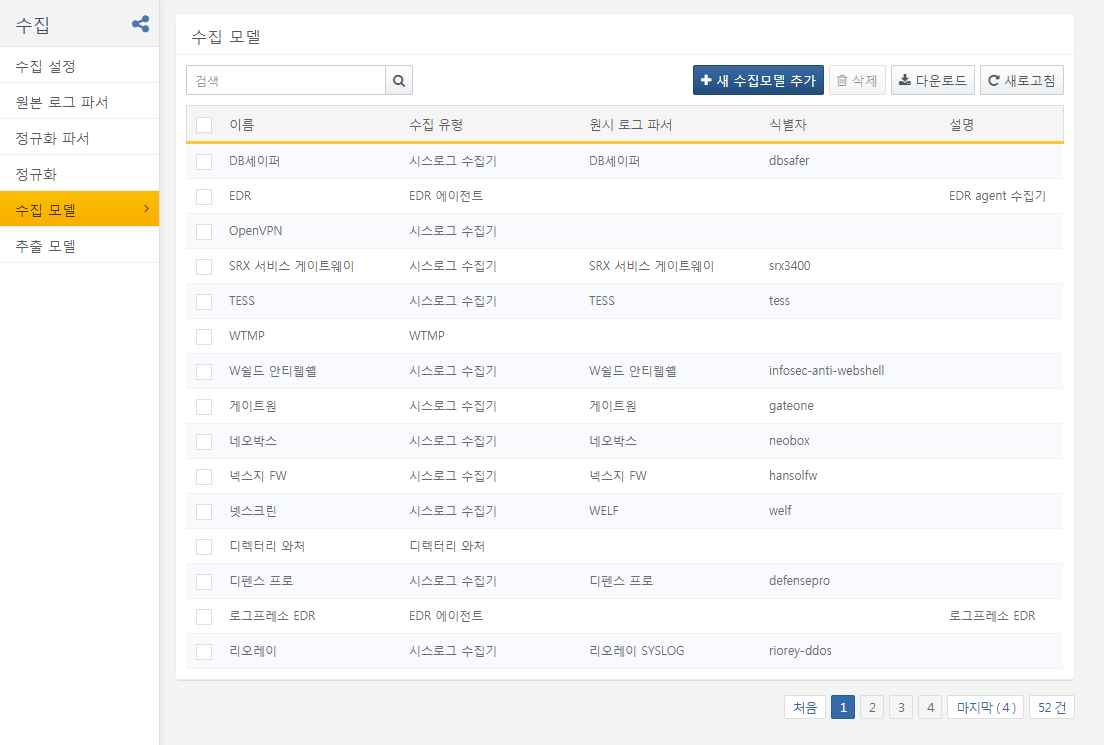 수집
수집 설정
원본 로그 파서
정규화 파서
정규화
수집 모델
추출 모델
수집 모델
검색
새 수집모델 추가 삭제 다운로드 새로고침
이름 수집 유형 원시 로그 파서 식별자 설명
DB세이퍼 시스로그 수집기 DB세이퍼 dbsafer
EDR EDR 에이전트 EDR agent 수집기
OpenVPN 시스로그 수집기
SRX 서비스 게이트웨이 시스로그 수집기 SRX 서비스 게이트웨이 srx3400
TESS 시스로그 수집기 TESS tess
WTMP WTMP
W쉴드 안티웹쉘 시스로그 수집기 W쉴드 안티웹쉘 infosec-anti-webshell
게이트원 시스로그 수집기 게이트원 gateone
네오박스 시스로그 수집기 네오박스 neobox
넥스지 FW 시스로그 수집기 넥스지 FW hansolfw
넷스크린 시스로그 수집기 WELF welf
디렉터리 와처 디렉터리 와처
디펜스 프로 시스로그 수집기 디펜스 프로 defensepro
로그프레소 EDR EDR 에이전트 로그프레소 EDR
리오레이 시스로그 수집기 리오레이 SYSLOG riorey-ddos
처음 1 2 3 4 마지막 ( 4 ) 52 건